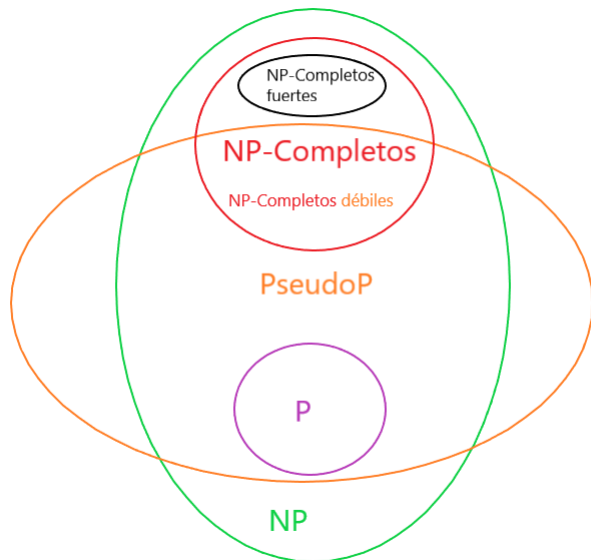 NP-Completos
fuertes
NP-Completos
NP-Completos débiles
PseudoP
P
NP